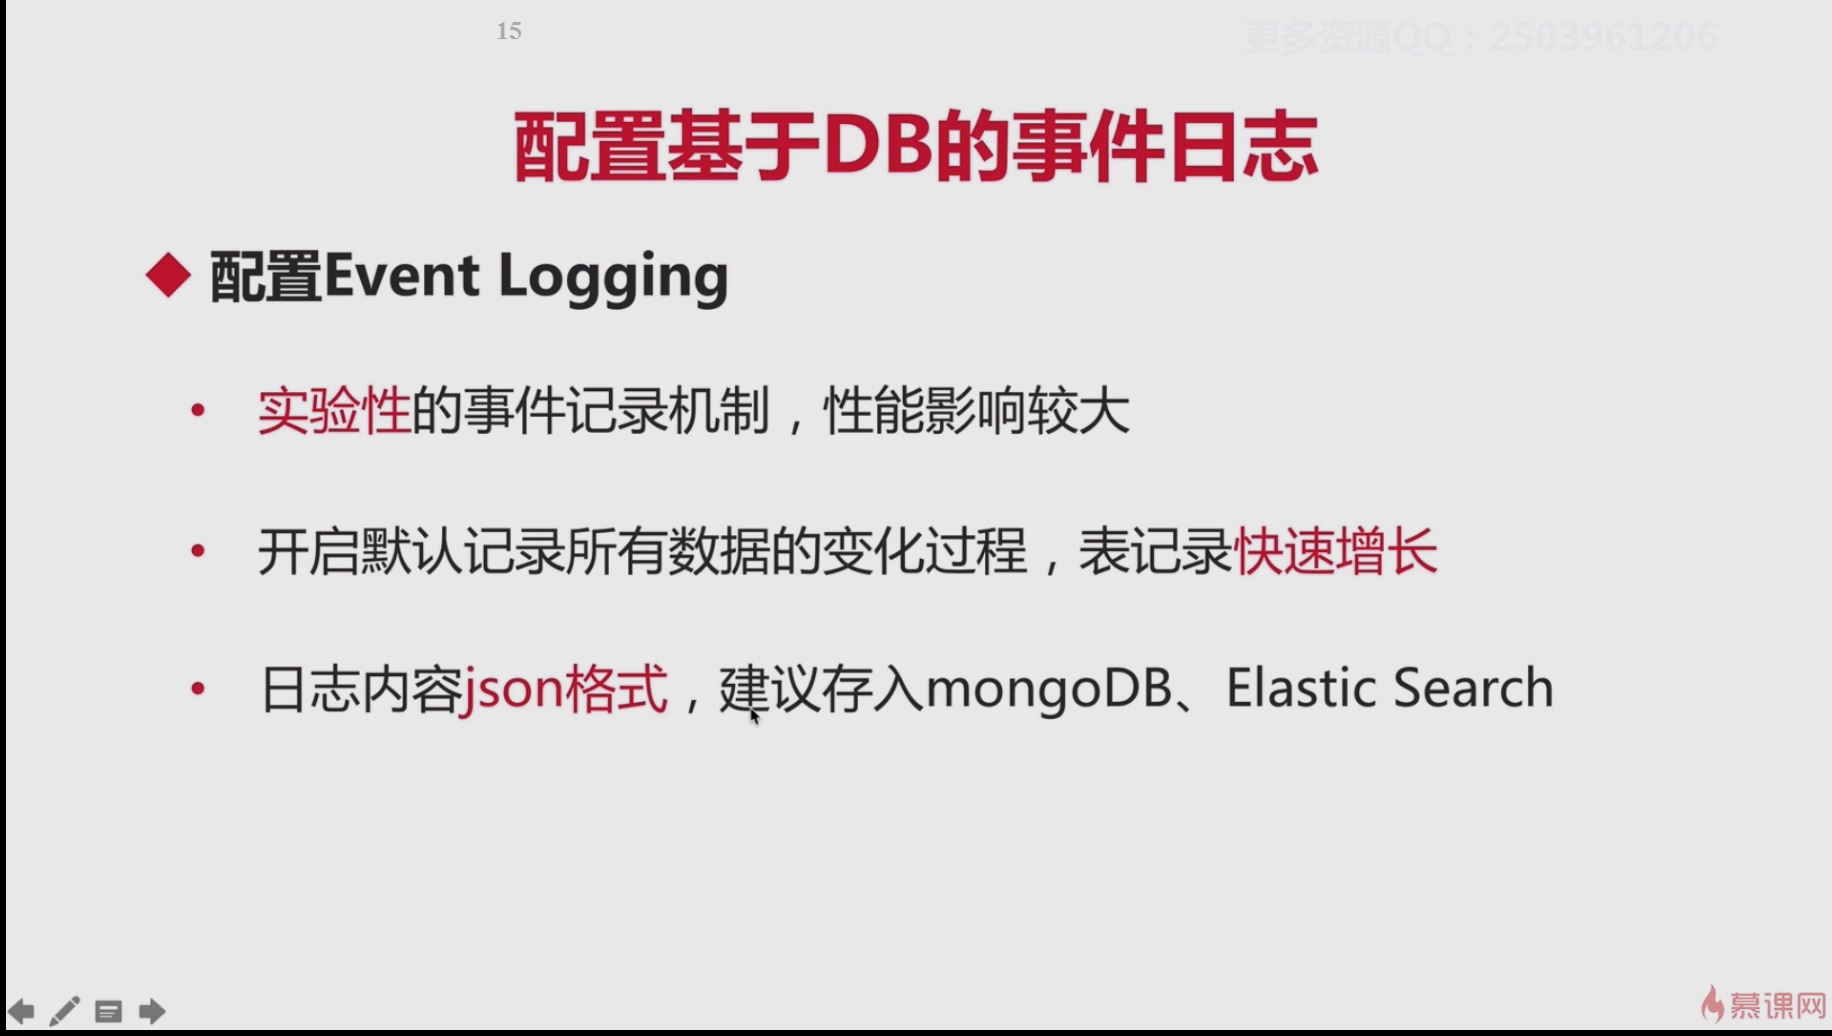 15
更多资源QQ：2503961206
配置基于DB的事件日志
配置Event Logging
实验性的事件记录机制，性能影响较大
开启默认记录所有数据的变化过程，表记录快速增长
日志内容json格式，建议存入mongoDB、Elastic Search
慕课网